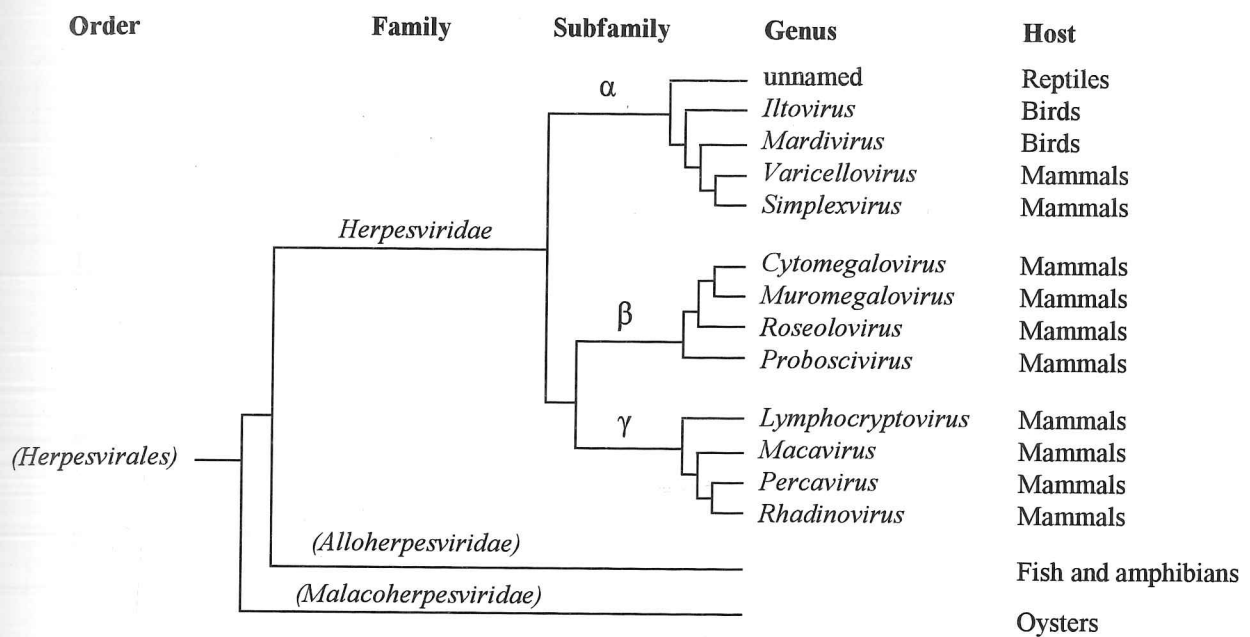 Order Family Subfamily Genus Host
α unnamed Reptiles
Iltovirus Birds
Mardivirus Birds
Varicellovirus Mammals
Simplexvirus Mammals
Herpesviridae
Cytomegalovirus Mammals
Muromegalovirus Mammals
β Roseolovirus Mammals
Proboscivirus Mammals
γ Lymphocryptovirus Mammals
(Herpesvirales) Macavirus Mammals
Percavirus Mammals
Rhadinovirus Mammals
(Alloherpesviridae) Fish and amphibians
(Malacoherpesviridae) Oysters